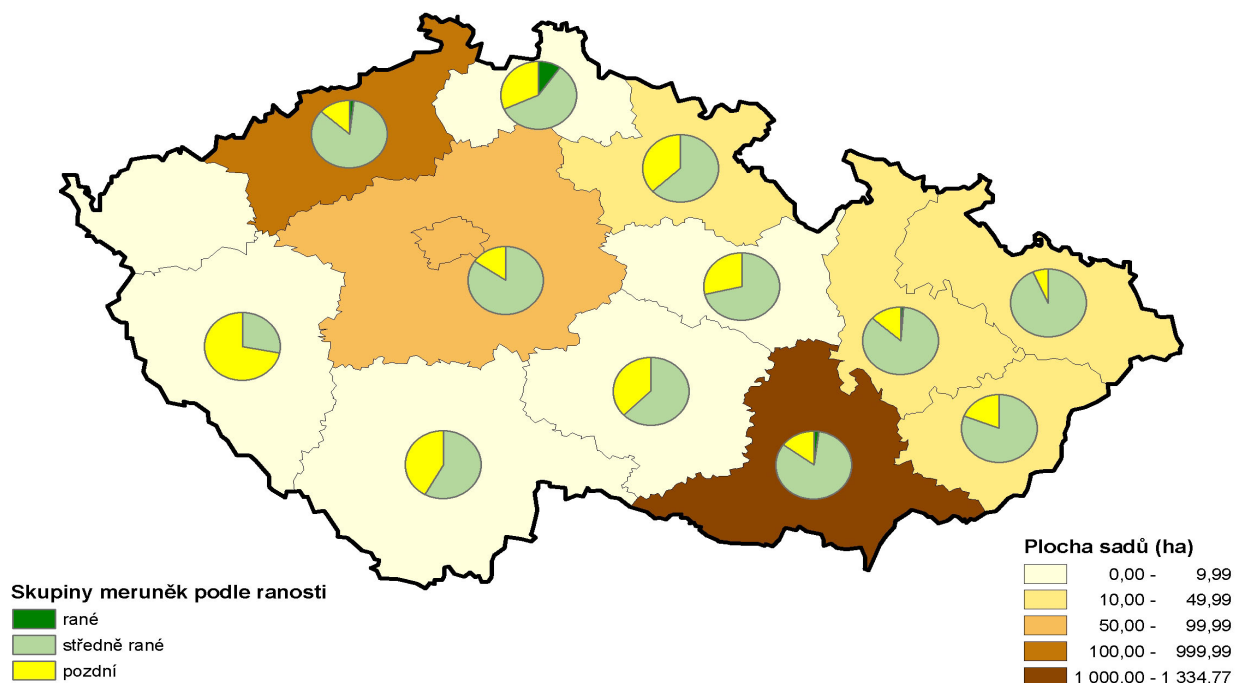 Skupiny meruněk podle ranosti
rané
středně rané
pozdní
Plocha sadů (ha)
0,00 - 9,99
10,00 - 49,99
50,00 - 99,99
100,00 - 999,99
1 000,00 - 1 334,77